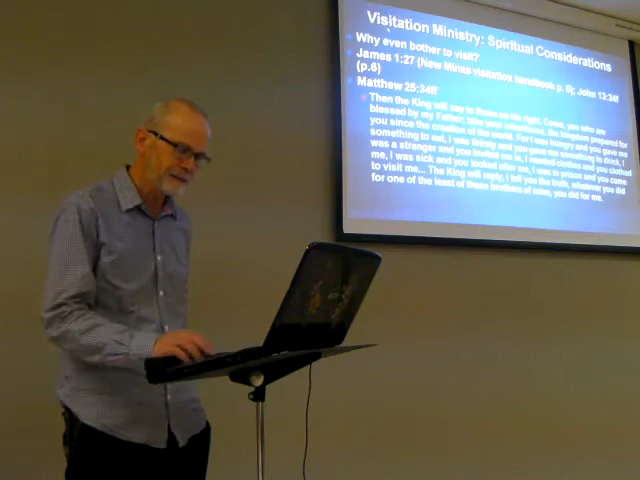 Visitation Ministry: Spiritual Considerations
Why even bother to visit?
James 1:27 (New Minas visitation handbook p. 5); John 13:34f
(p.6)
Matthew 25:34ff
Then the King will say to those on his right, Come, you who are
blessed by my Father; take your inheritance, the kingdom prepared for
you since the creation of the world. For I was hungry and you gave me
something to eat, I was thirsty and you gave me something to drink, I
was a stranger and you invited me in, I needed clothes and you clothed
me, I was sick and you looked after me, I was in prison and you came
to visit me... The King will reply, I tell you the truth, whatever you did
for one of the least of these brothers of mine, you did for me.